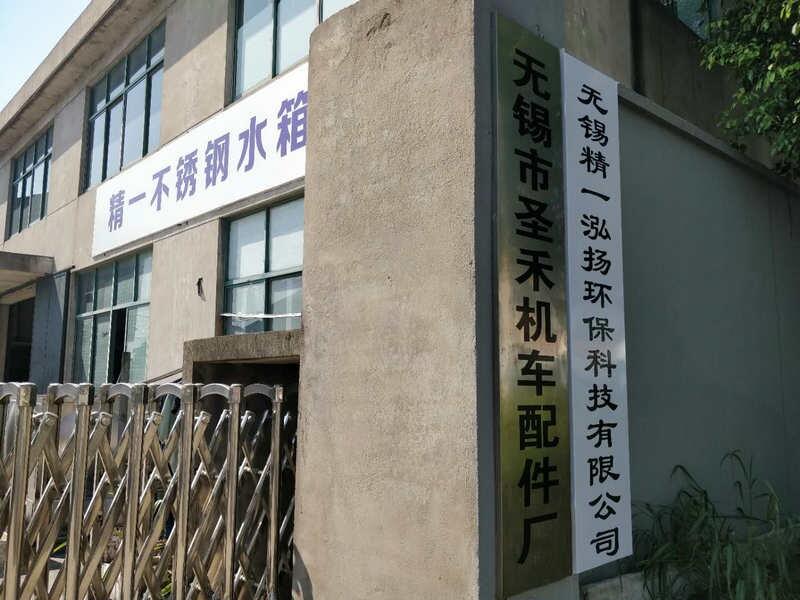 精一不锈钢水箱
无锡市圣禾机车配件厂
无锡精一泓扬环保科技有限公司